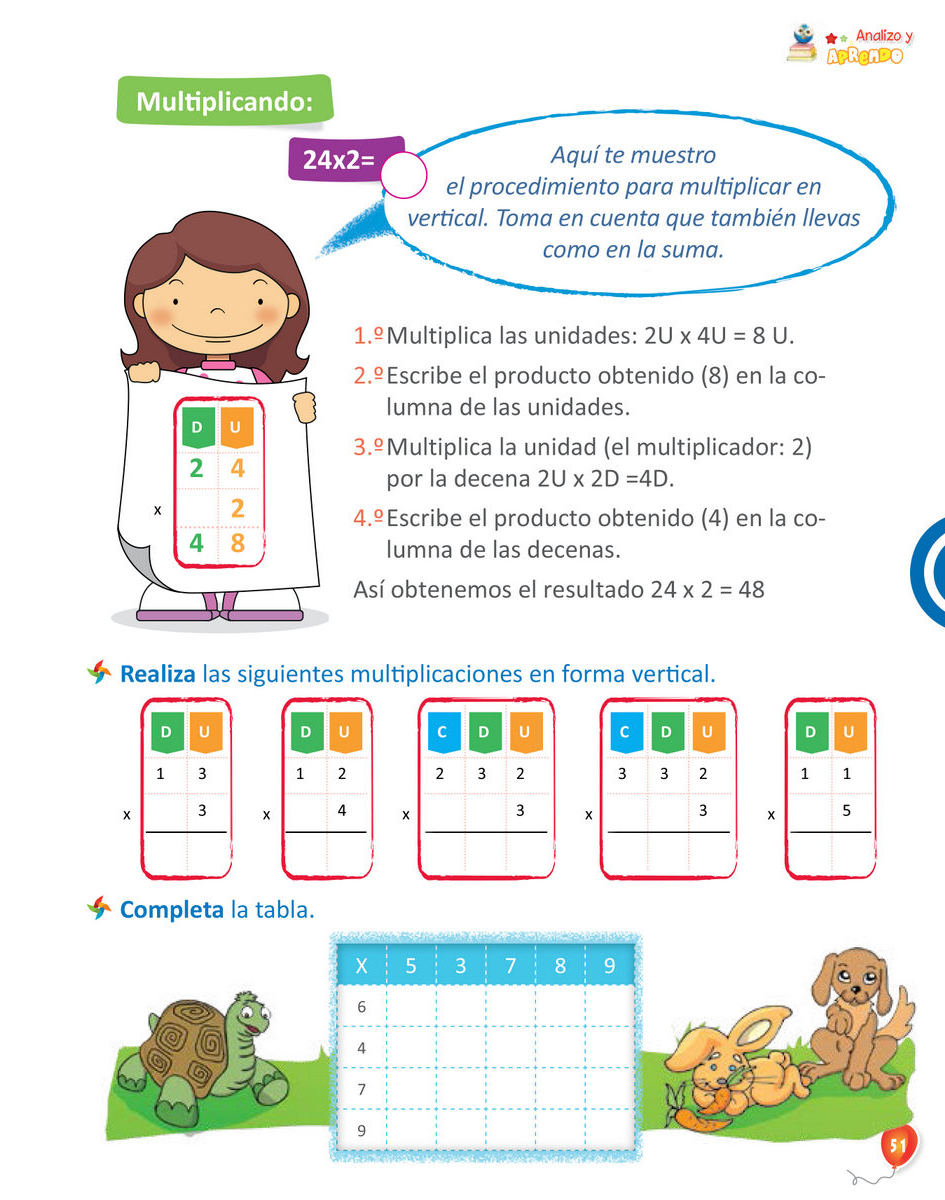 Analizo y
APRENDO
Multiplicando:
24x2=
Aquí te muestro
el procedimiento para multiplicar en
vertical. Toma en cuenta que también llevas
como en la suma.
D U
2 4
x 2
4 8
1.º Multiplica las unidades: 2U x 4U = 8 U.
2.º Escribe el producto obtenido (8) en la co-
lumna de las unidades.
3.º Multiplica la unidad (el multiplicador: 2)
por la decena 2U x 2D =4D.
4.º Escribe el producto obtenido (4) en la co-
lumna de las decenas.
Así obtenemos el resultado 24 x 2 = 48
Realiza las siguientes multiplicaciones en forma vertical.
D U D U C D U C D U D U
1 3 1 2 2 3 2 3 3 2 1 1
x 3 x 4 x 3 x 3 x 5
Completa la tabla.
X 5 3 7 8 9
6
4
7
9
51